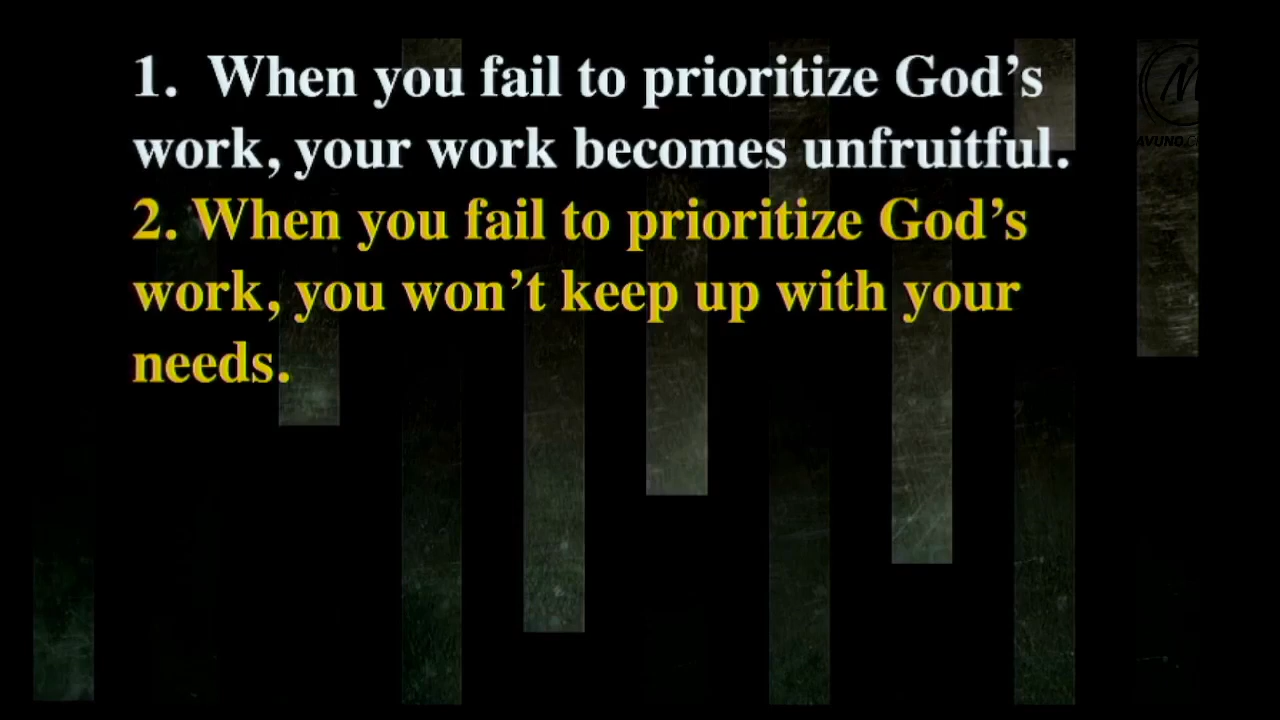 1. When you fail to prioritize God’s
work, your work becomes unfruitful.
2. When you fail to prioritize God’s
work, you won’t keep up with your
needs.